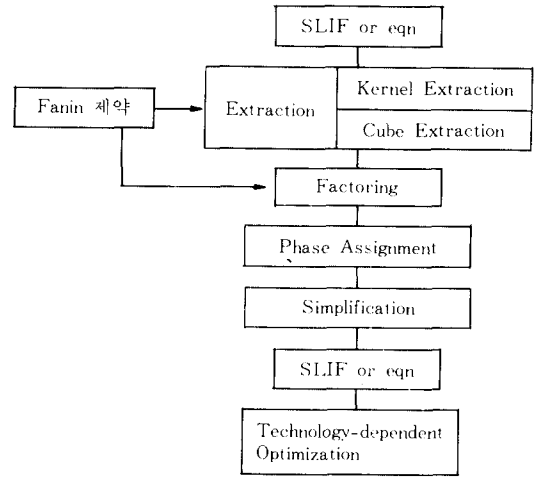 SLIF or eqn
Fanin 제약
Extraction
Kernel Extraction
Cube Extraction
Factoring
Phase Assignment
Simplification
SLIF or eqn
Technology-dependent
Optimization